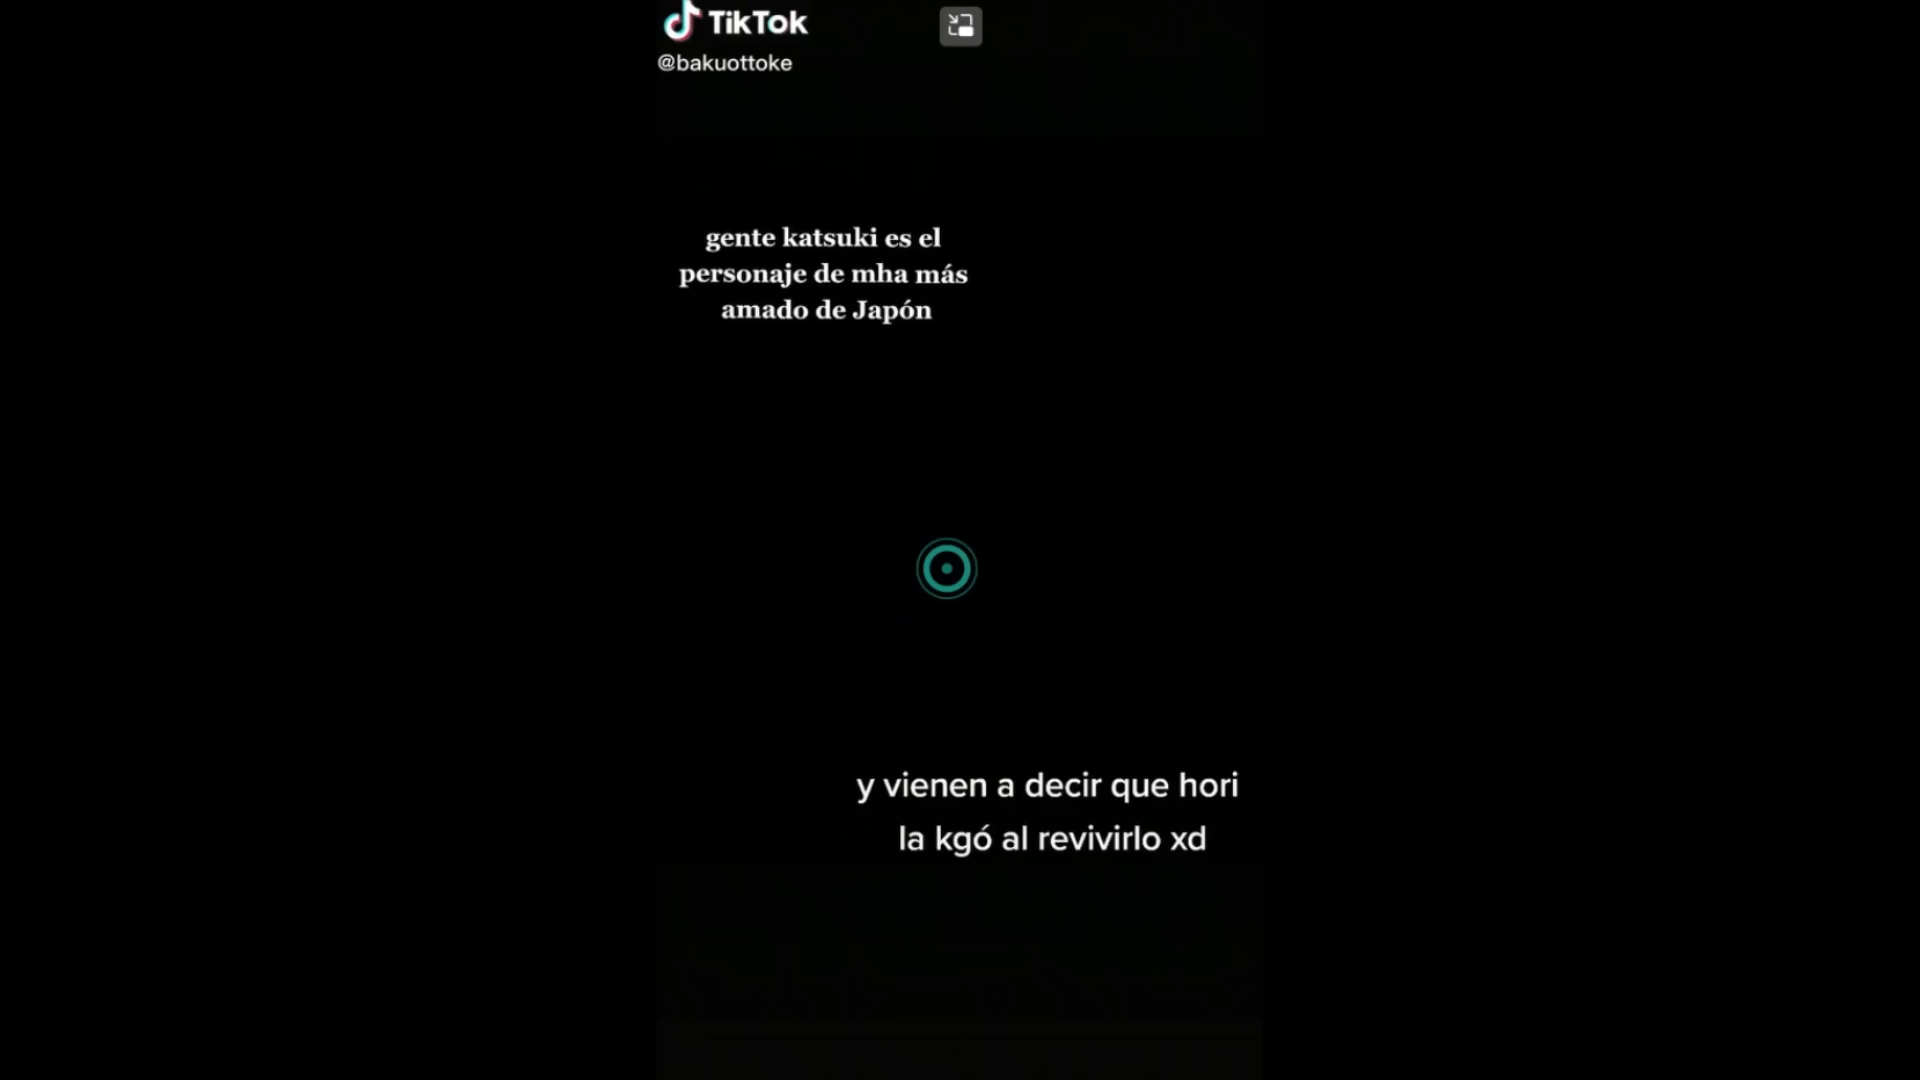 TikTok
@bakuottoke
gente katsuki es el
personaje de mha más
amado de Japón
y vienen a decir que hori
la kgó al revivirlo xd